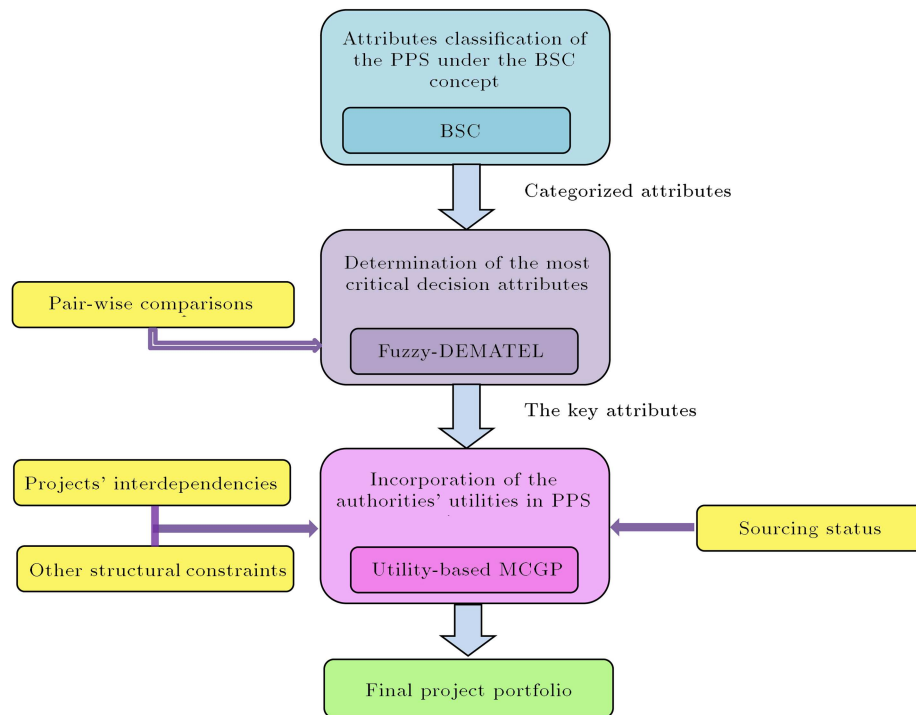 Attributes classification of
the PPS under the BSC
concept
BSC
Categorized attributes
Determination of the most
critical decision attributes
Pair-wise comparisons
Fuzzy-DEMATEL
The key attributes
Incorporation of the
authorities' utilities in PPS
Projects' interdependencies
Sourcing status
Other structural constraints
Utility-based MCGP
Final project portfolio